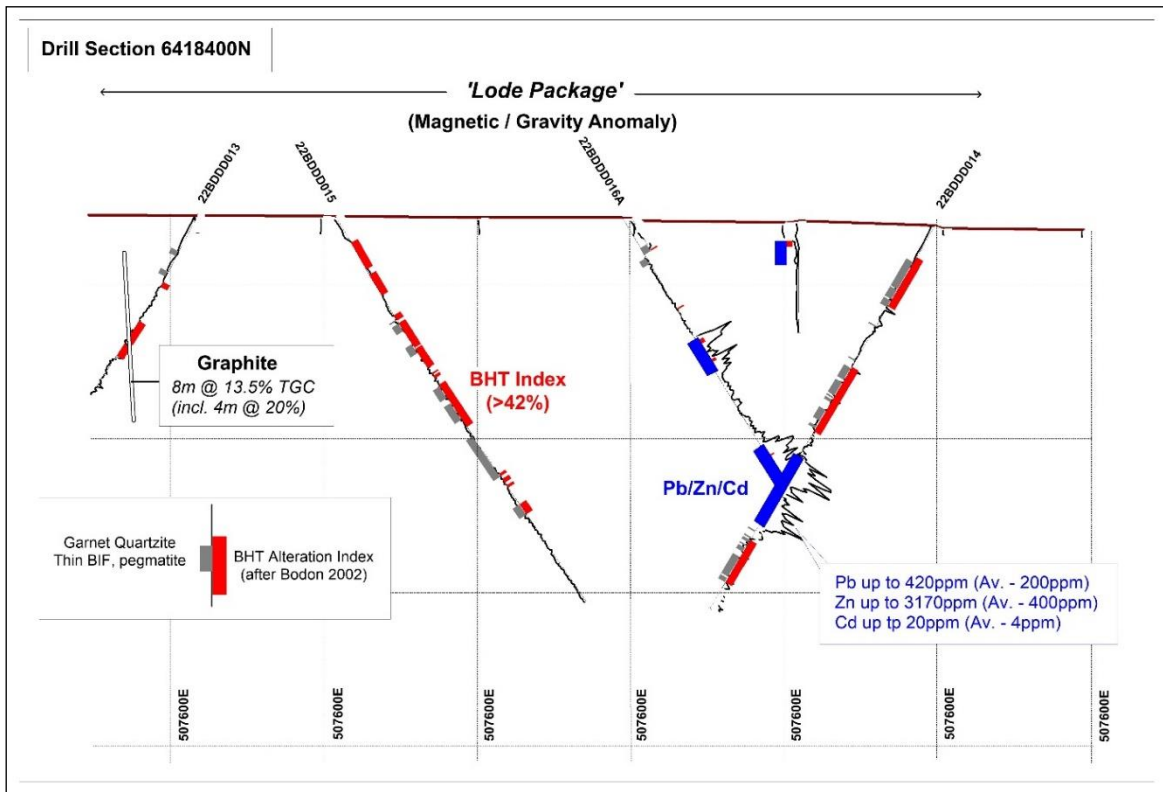 Drill Section 6418400N
'Lode Package'
(Magnetic / Gravity Anomaly)
22BDDD013
22BDDD015
22BDDD016A
22BDDD014
Graphite
8m @ 13.5% TGC
(incl. 4m @ 20%)
BHT Index
(>42%)
Pb/Zn/Cd
Garnet Quartzite
Thin BIF, pegmatite
BHT Alteration Index
(after Bodon 2002)
Pb up to 420ppm (Av. - 200ppm)
Zn up to 3170ppm (Av. - 400ppm)
Cd up tp 20ppm (Av. - 4ppm)
507600E
507600E
507600E
507600E
507600E
507600E
507600E